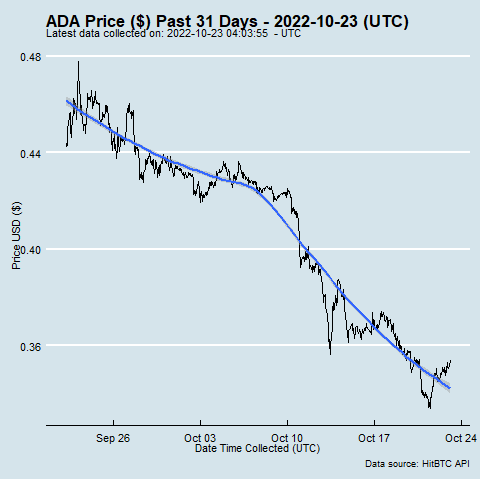 ADA Price ($) Past 31 Days - 2022-10-23 (UTC)
Latest data collected on: 2022-10-23 04:03:55 - UTC
0.48
0.44
0.40
0.36
Price USD ($)
Sep 26
Oct 03
Oct 10
Oct 17
Oct 24
Date Time Collected (UTC)
Data source: HitBTC API